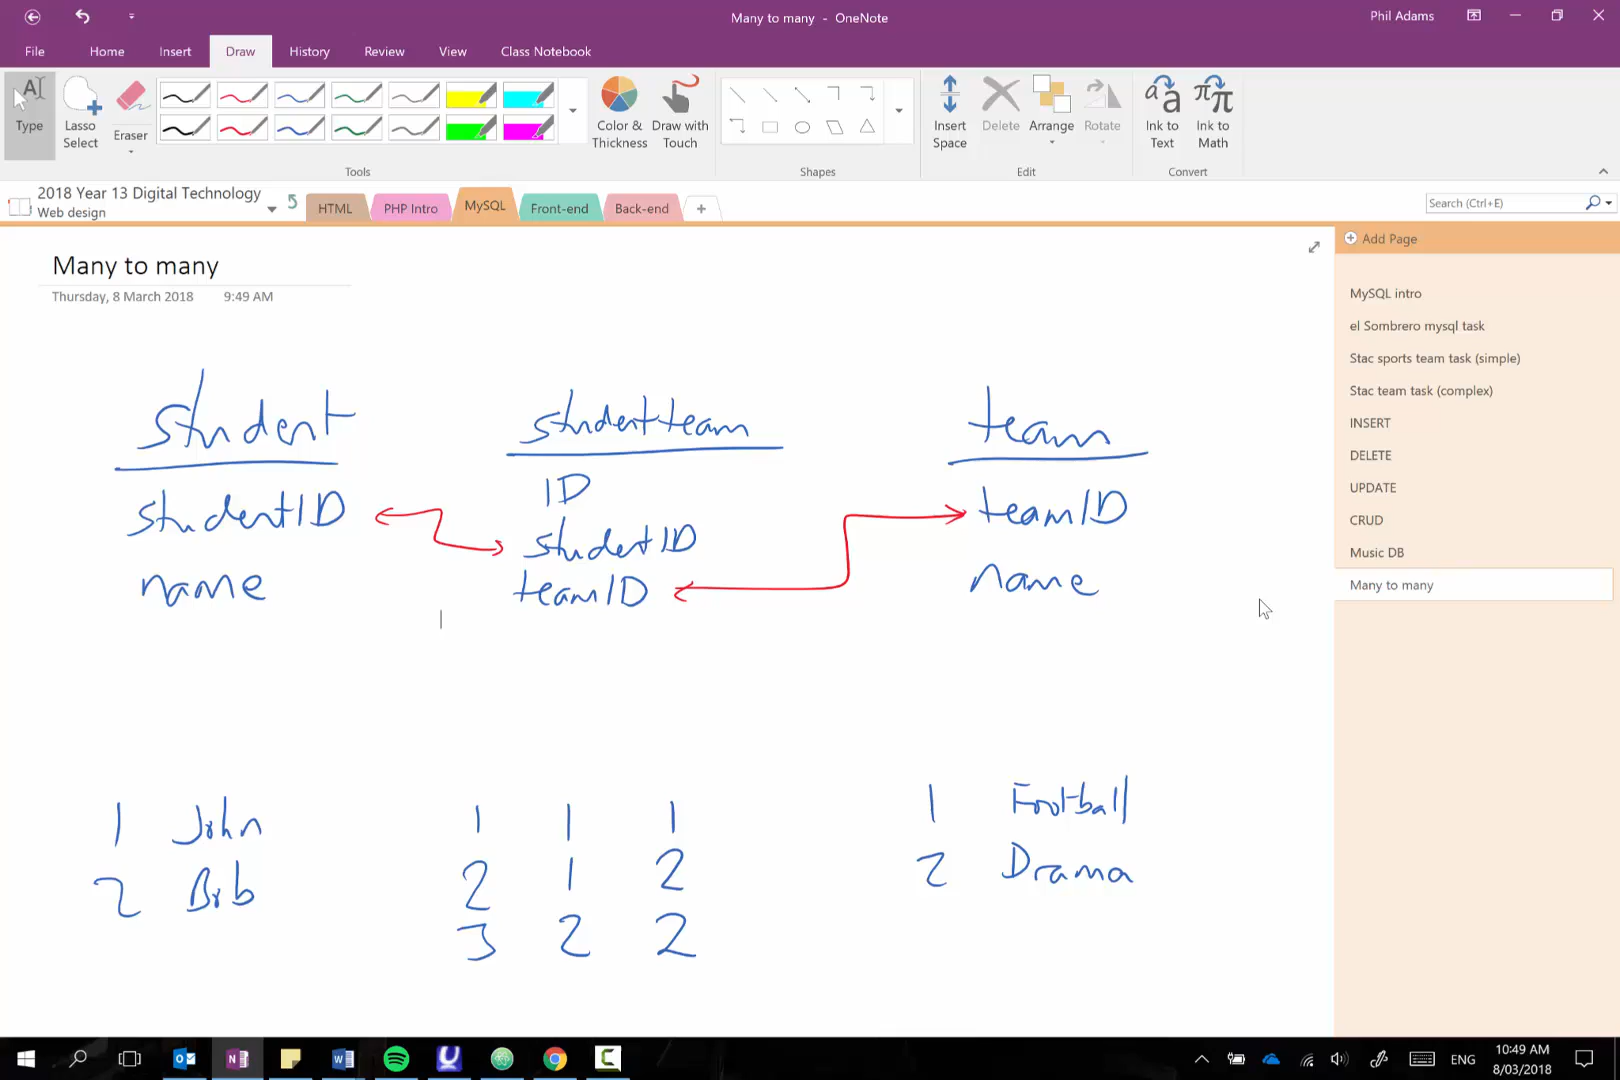 Many to many - OneNote
Phil Adams
File Home Insert Draw History Review View Class Notebook
Type
Lasso Select
Eraser
Color & Thickness
Draw with Touch
Insert Space
Delete
Arrange
Rotate
Ink to Text
Ink to Math
Tools
Shapes
Edit
Convert
2018 Year 13 Digital Technology
Web design
HTML PHP Intro MySQL Front-end Back-end
Search (Ctrl+E)
Many to many
Thursday, 8 March 2018 9:49 AM
Add Page
MySQL intro
el Sombrero mysql task
Stac sports team task (simple)
Stac team task (complex)
INSERT
DELETE
UPDATE
CRUD
Music DB
Many to many
student
studentID
name
studentteam
ID
studentID
teamID
team
teamID
name
1 John
2 Bob
1 1 1
2 1 2
3 2 2
1 Football
2 Drama
ENG
10:49 AM
8/03/2018